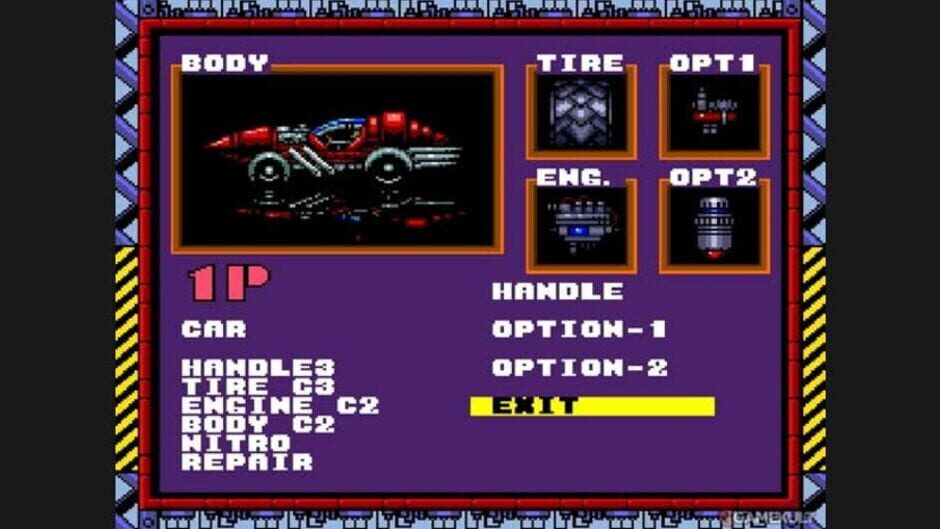 BODY
TIRE
OPT1
ENG.
OPT2
1P
HANDLE
CAR
OPTION-1
HANDLE3
OPTION-2
TIRE C3
ENGINE C2
EXIT
BODY C2
NITRO
REPAIR
GAMEKULT